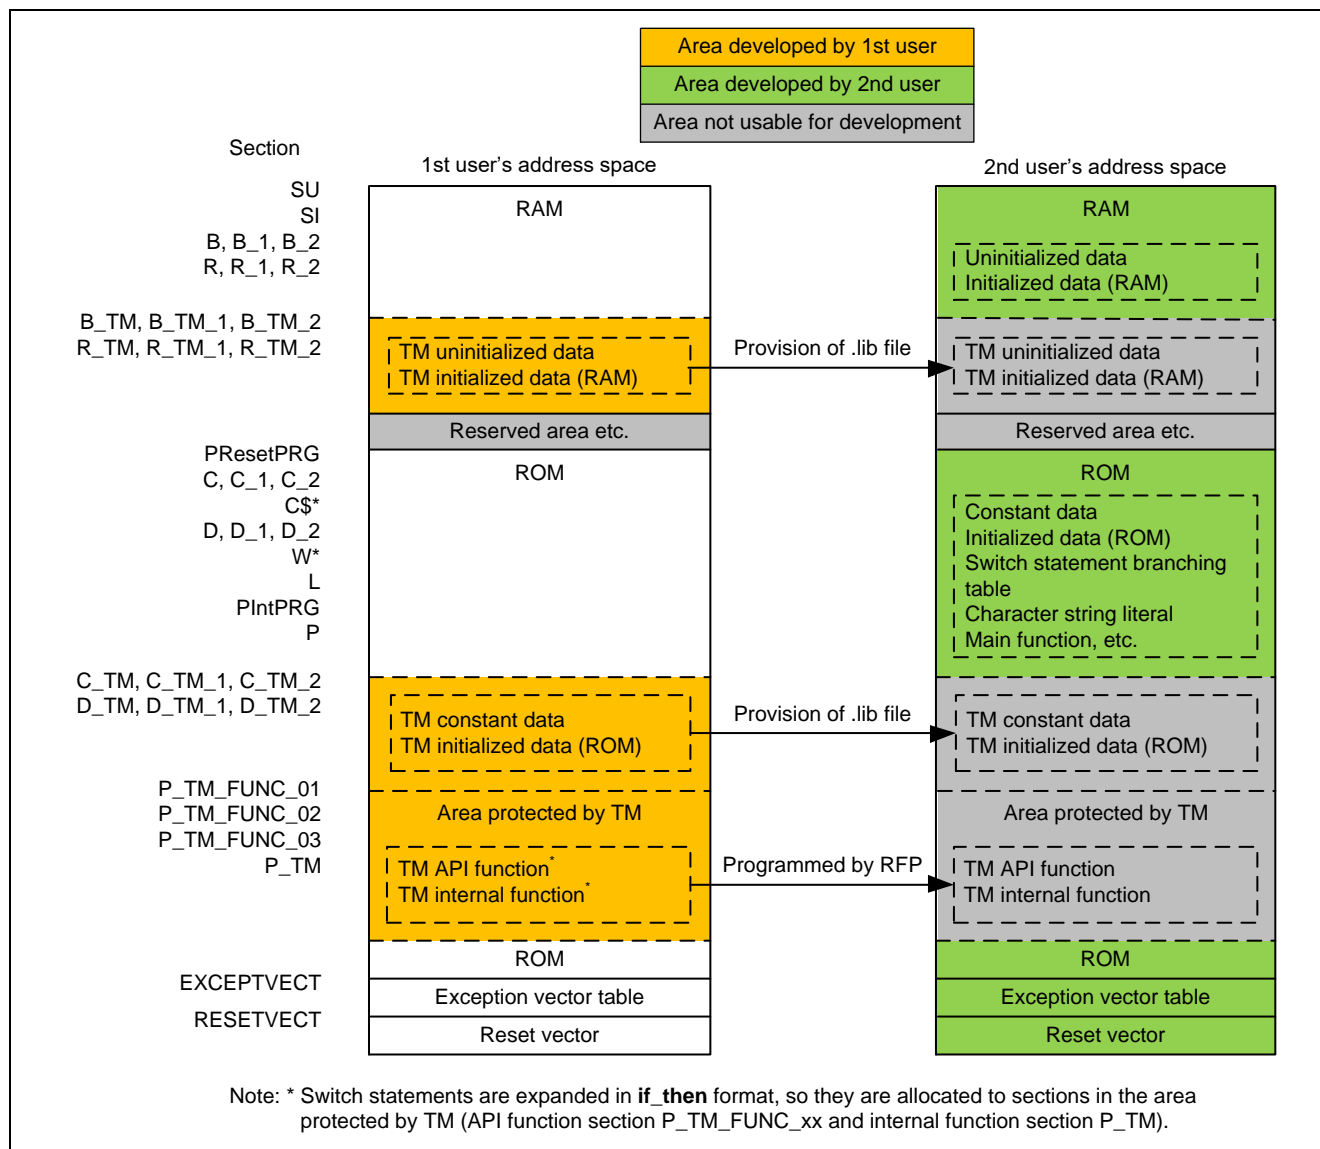 Area developed by 1st user
Area developed by 2nd user
Area not usable for development
Section
1st user's address space
2nd user's address space
SU
SI
B, B_1, B_2
R, R_1, R_2
RAM
RAM
Uninitialized data
Initialized data (RAM)
B_TM, B_TM_1, B_TM_2
R_TM, R_TM_1, R_TM_2
TM uninitialized data
TM initialized data (RAM)
Provision of .lib file
TM uninitialized data
TM initialized data (RAM)
Reserved area etc.
Reserved area etc.
PResetPRG
C, C_1, C_2
C$*
D, D_1, D_2
W*
L
PIntPRG
P
ROM
ROM
Constant data
Initialized data (ROM)
Switch statement branching
table
Character string literal
Main function, etc.
C_TM, C_TM_1, C_TM_2
D_TM, D_TM_1, D_TM_2
TM constant data
TM initialized data (ROM)
Provision of .lib file
TM constant data
TM initialized data (ROM)
P_TM_FUNC_01
P_TM_FUNC_02
P_TM_FUNC_03
P_TM
Area protected by TM
Area protected by TM
TM API function*
TM internal function*
Programmed by RFP
TM API function
TM internal function
ROM
ROM
EXCEPTVECT
Exception vector table
Exception vector table
RESETVECT
Reset vector
Reset vector
Note: * Switch statements are expanded in if_then format, so they are allocated to sections in the area
protected by TM (API function section P_TM_FUNC_xx and internal function section P_TM).